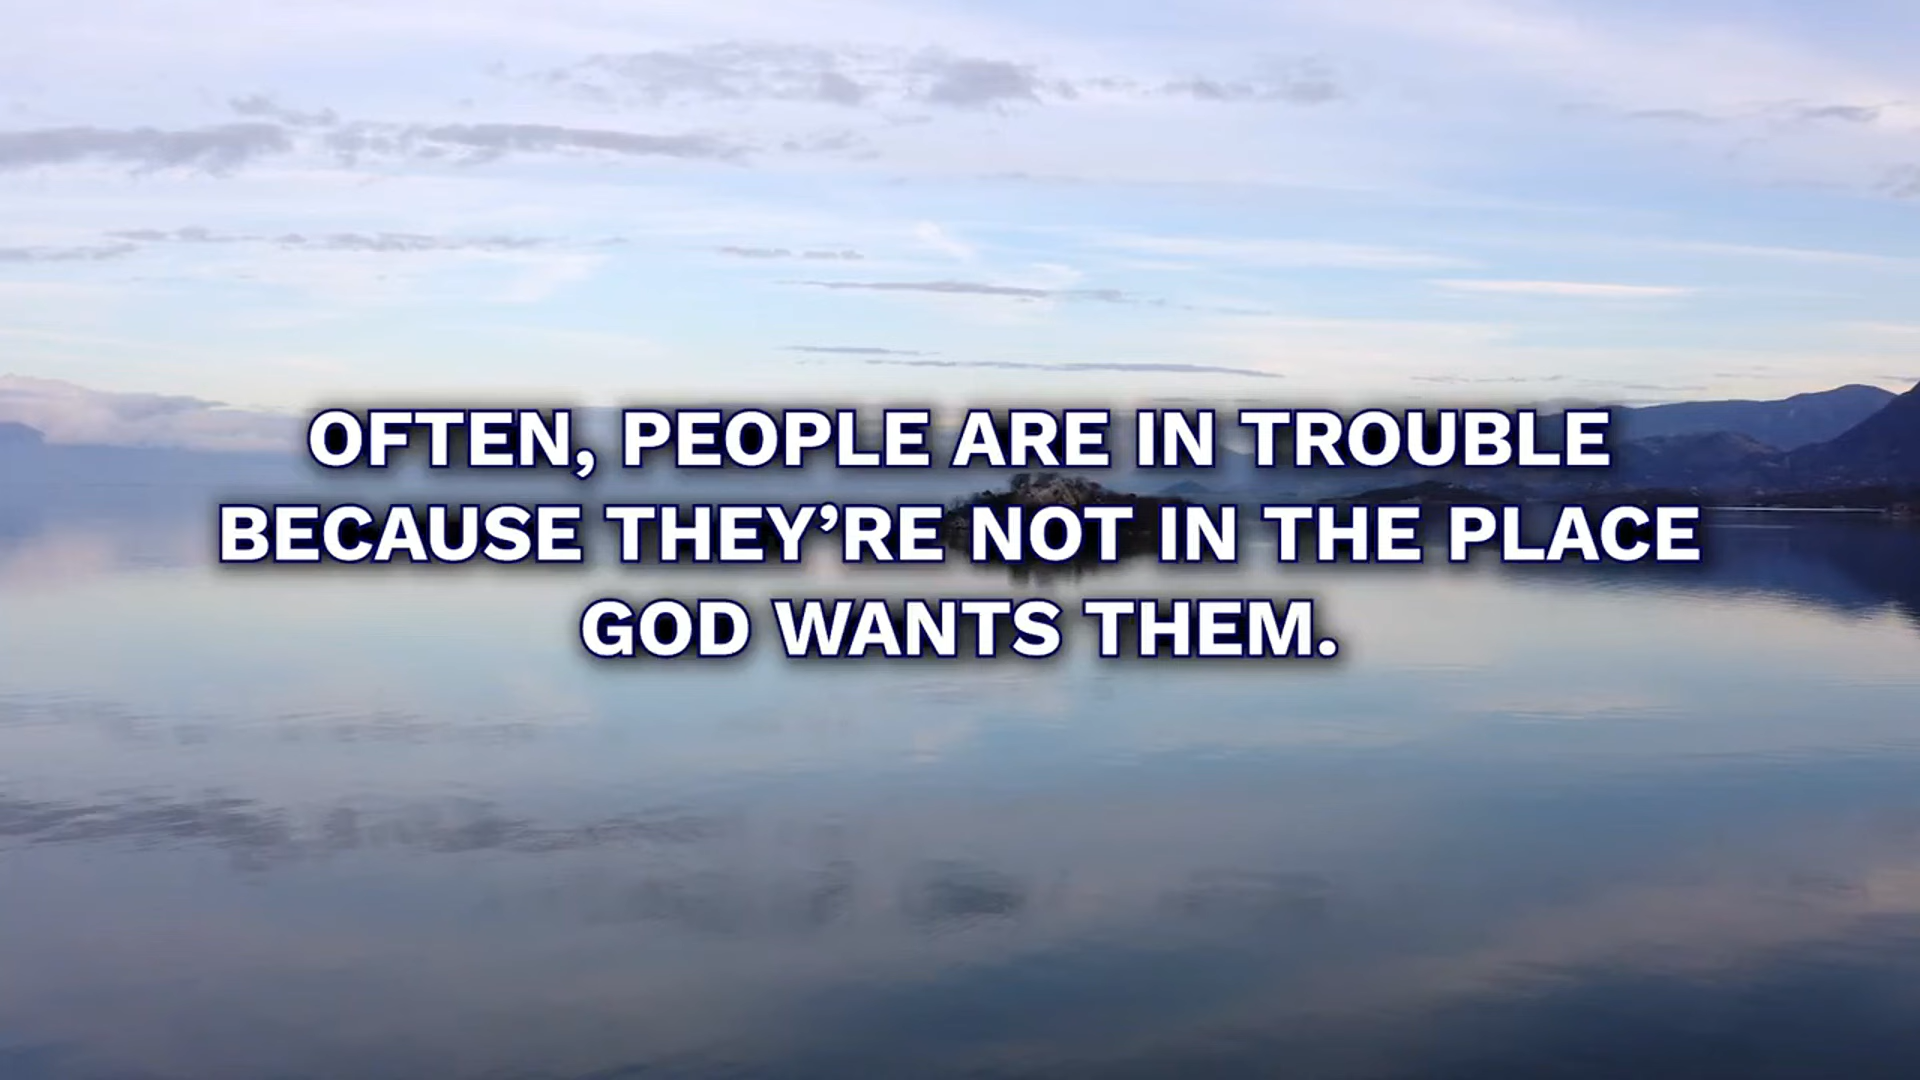 OFTEN, PEOPLE ARE IN TROUBLE
BECAUSE THEY’RE NOT IN THE PLACE
GOD WANTS THEM.